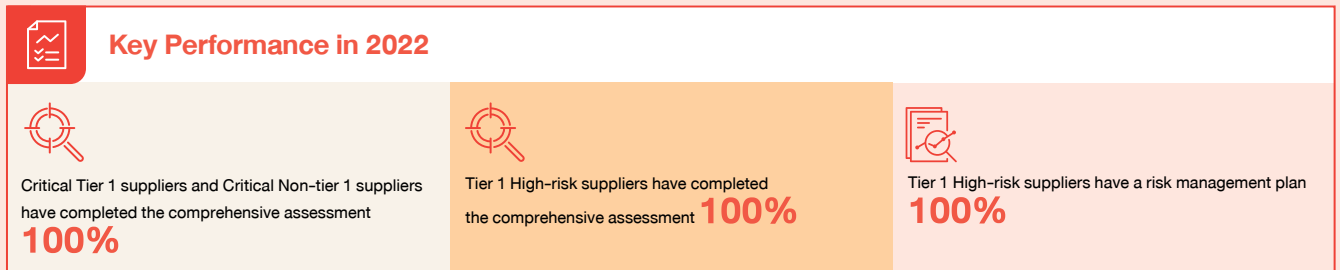 Key Performance in 2022
Critical Tier 1 suppliers and Critical Non-tier 1 suppliers
have completed the comprehensive assessment
100%
Tier 1 High-risk suppliers have completed
the comprehensive assessment 100%
Tier 1 High-risk suppliers have a risk management plan
100%